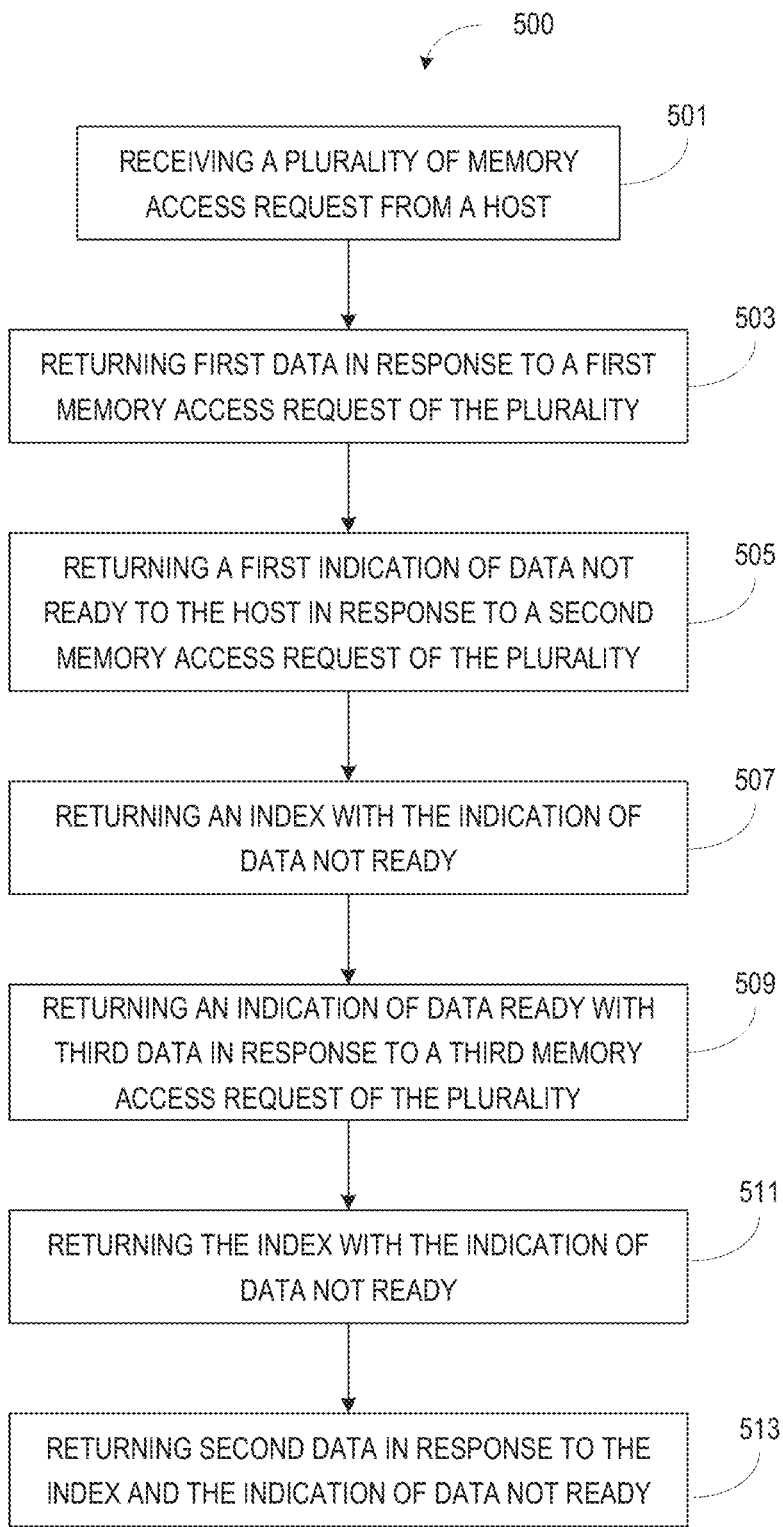 500
501
RECEIVING A PLURALITY OF MEMORY
ACCESS REQUEST FROM A HOST
503
RETURNING FIRST DATA IN RESPONSE TO A FIRST
MEMORY ACCESS REQUEST OF THE PLURALITY
505
RETURNING A FIRST INDICATION OF DATA NOT
READY TO THE HOST IN RESPONSE TO A SECOND
MEMORY ACCESS REQUEST OF THE PLURALITY
507
RETURNING AN INDEX WITH THE INDICATION OF
DATA NOT READY
509
RETURNING AN INDICATION OF DATA READY WITH
THIRD DATA IN RESPONSE TO A THIRD MEMORY
ACCESS REQUEST OF THE PLURALITY
511
RETURNING THE INDEX WITH THE INDICATION OF
DATA NOT READY
513
RETURNING SECOND DATA IN RESPONSE TO THE
INDEX AND THE INDICATION OF DATA NOT READY